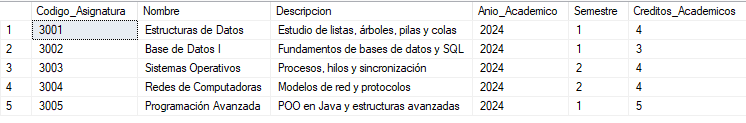 Codigo_Asignatura Nombre Descripcion Anio_Academico Semestre Creditos_Academicos
1 3001 Estructuras de Datos Estudio de listas, árboles, pilas y colas 2024 1 4
2 3002 Base de Datos I Fundamentos de bases de datos y SQL 2024 1 3
3 3003 Sistemas Operativos Procesos, hilos y sincronización 2024 2 4
4 3004 Redes de Computadoras Modelos de red y protocolos 2024 2 4
5 3005 Programación Avanzada POO en Java y estructuras avanzadas 2024 1 5